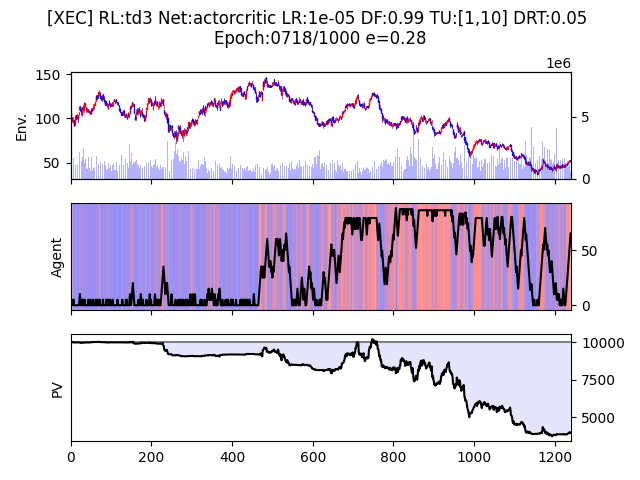 [XEC] RL:td3 Net:actorcritic LR:1e-05 DF:0.99 TU:[1,10] DRT:0.05
Epoch:0718/1000 e=0.28
1e6
150
100
50
Env.
5
0
Agent
50
0
PV
10000
7500
5000
0 200 400 600 800 1000 1200